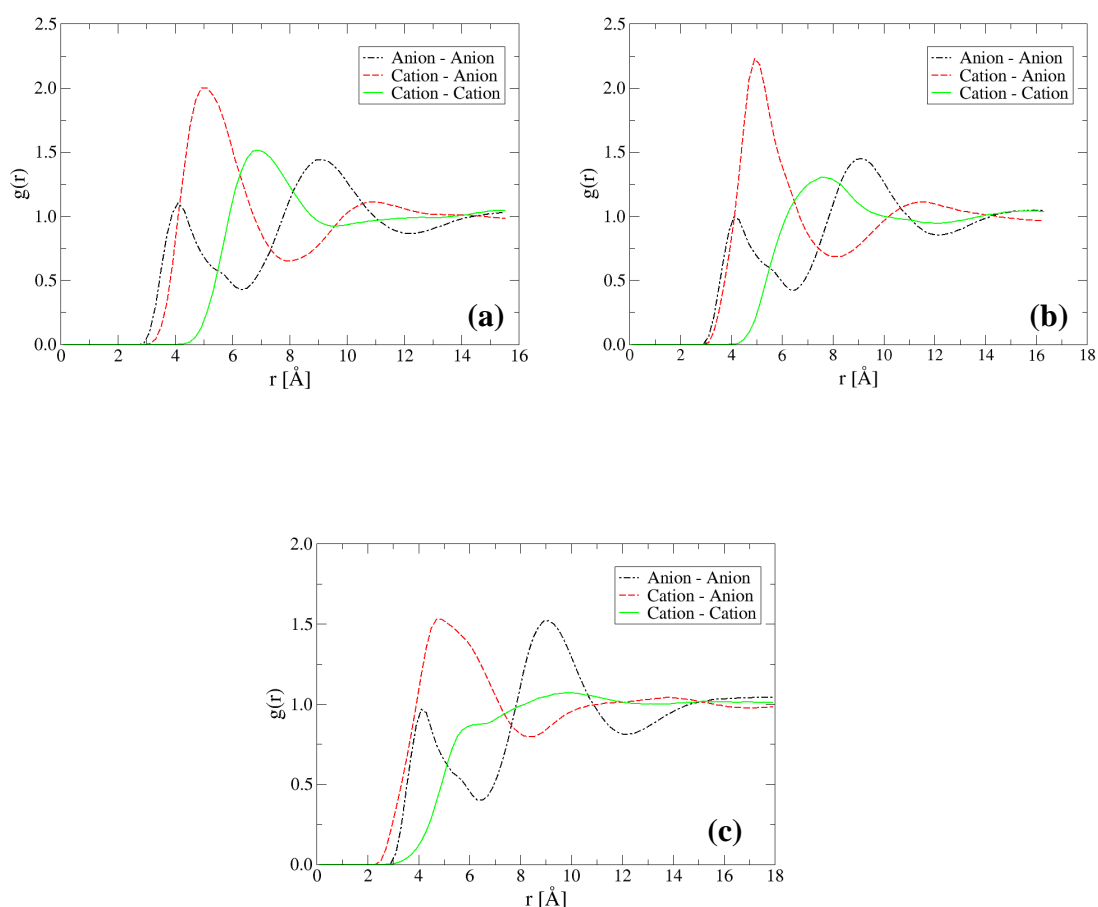 2.5
2.0
1.5
1.0
0.5
0.0
g(r)
Anion - Anion
Cation - Anion
Cation - Cation
(a)
0 2 4 6 8 10 12 14 16
r [Å]
2.5
2.0
1.5
1.0
0.5
0.0
g(r)
Anion - Anion
Cation - Anion
Cation - Cation
(b)
0 2 4 6 8 10 12 14 16 18
r [Å]
2.0
1.5
1.0
0.5
0.0
g(r)
Anion - Anion
Cation - Anion
Cation - Cation
(c)
0 2 4 6 8 10 12 14 16 18
r [Å]